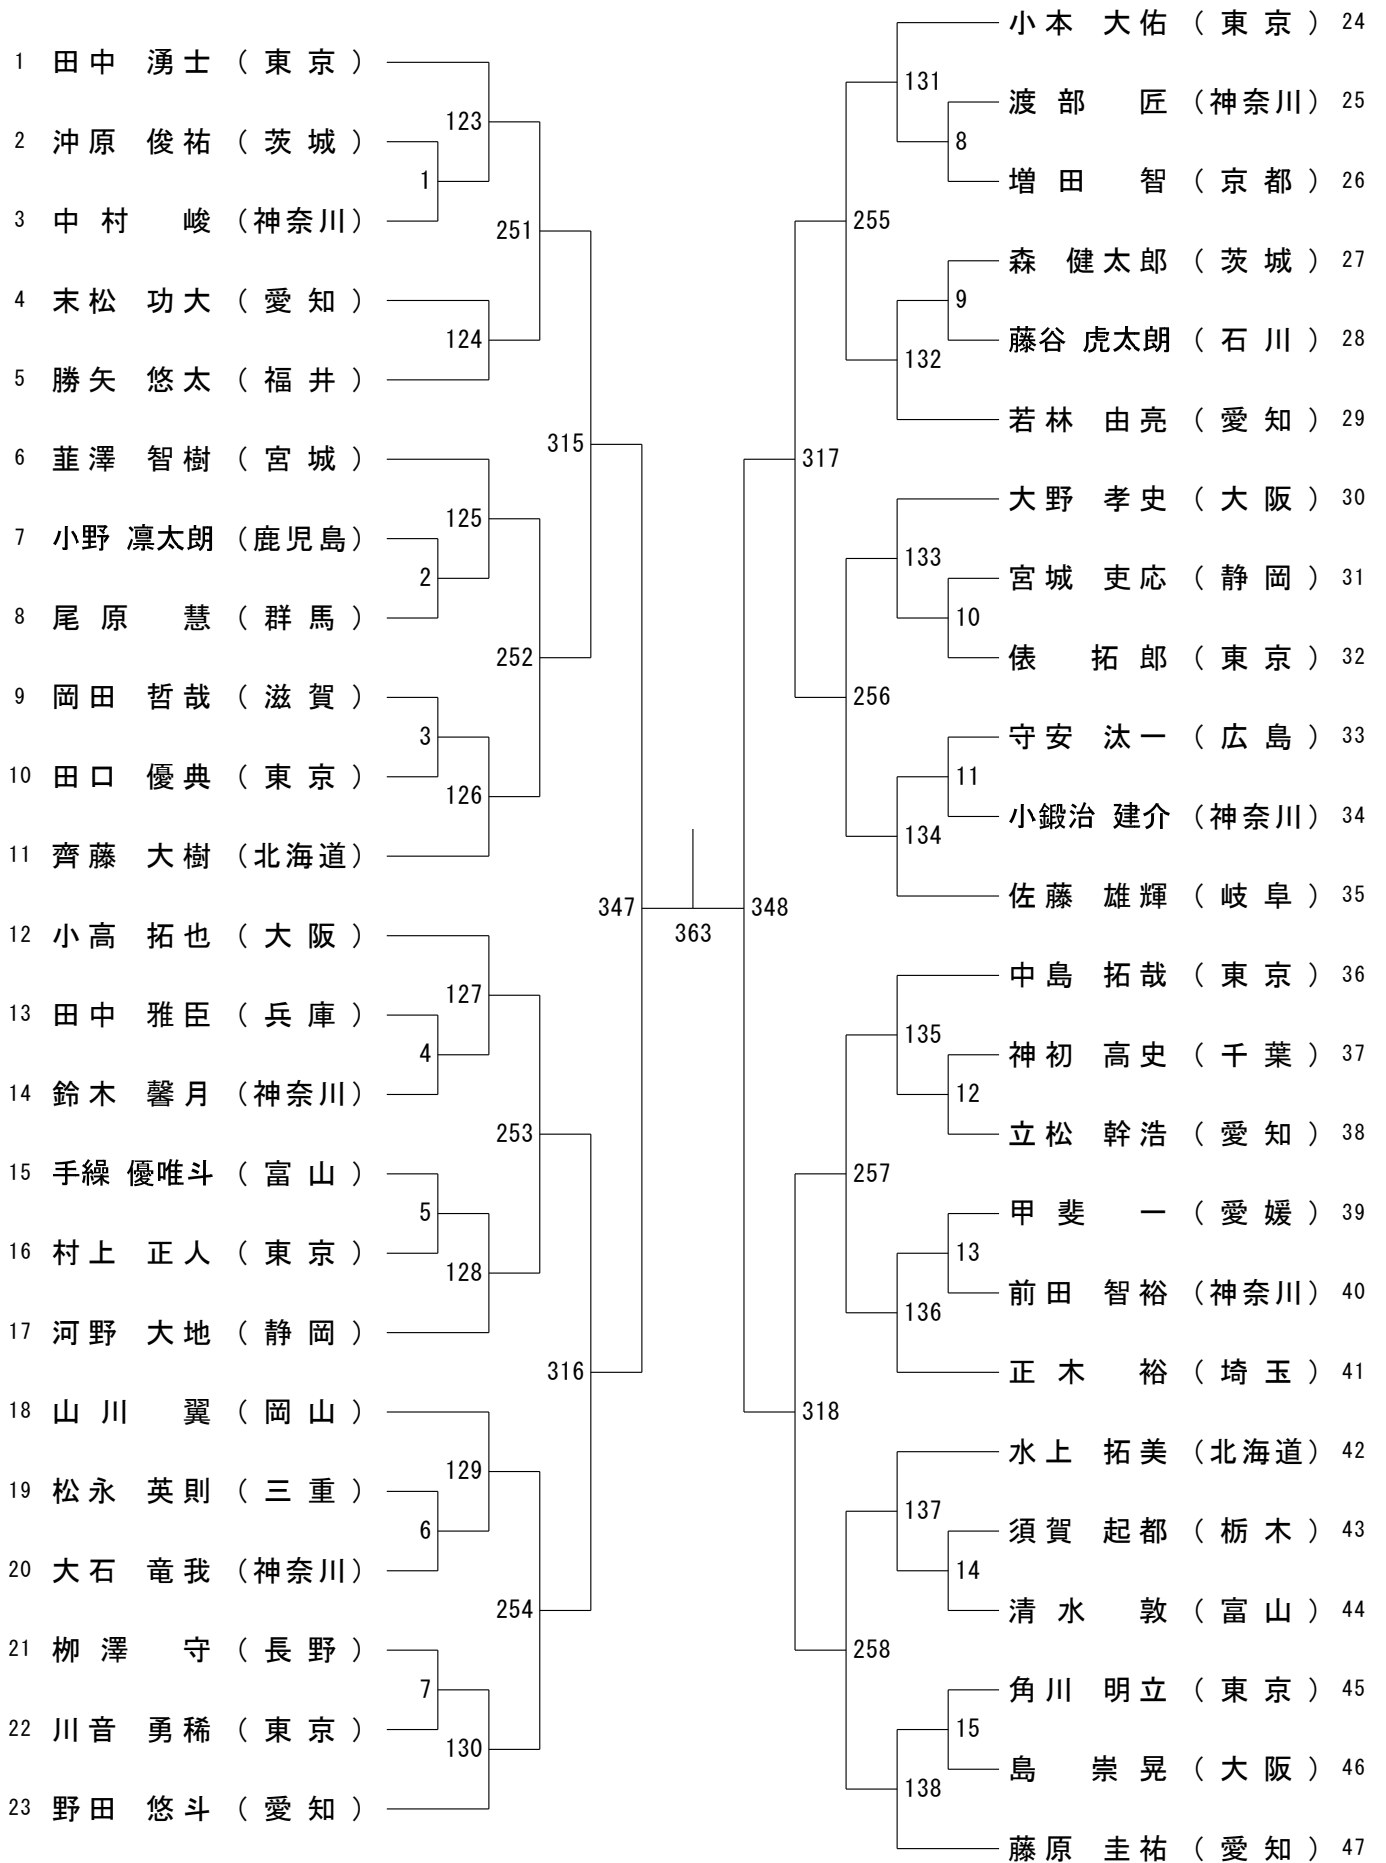 1 田中 湧士 (東京)
2 沖原 俊祐 (茨城)
3 中村 峻 (神奈川)
4 末松 功大 (愛知)
5 勝矢 悠太 (福井)
6 韮澤 智樹 (宮城)
7 小野 凛太朗 (鹿児島)
8 尾原 慧 (群馬)
9 岡田 哲哉 (滋賀)
10 田口 優典 (東京)
11 齊藤 大樹 (北海道)
12 小高 拓也 (大阪)
13 田中 雅臣 (兵庫)
14 鈴木 馨月 (神奈川)
15 手繰 優唯斗 (富山)
16 村上 正人 (東京)
17 河野 大地 (静岡)
18 山川 翼 (岡山)
19 松永 英則 (三重)
20 大石 竜我 (神奈川)
21 栁澤 守 (長野)
22 川音 勇稀 (東京)
23 野田 悠斗 (愛知)
1
2
3
4
5
6
7
123
124
125
126
127
128
129
130
251
252
253
254
315
316
347
363
348
317
318
255
256
257
258
131
132
133
134
135
136
137
138
8
9
10
11
12
13
14
15
小本 大佑 (東京) 24
渡部 匠 (神奈川) 25
増田 智 (京都) 26
森 健太郎 (茨城) 27
藤谷 虎太朗 (石川) 28
若林 由亮 (愛知) 29
大野 孝史 (大阪) 30
宮城 吏応 (静岡) 31
俵 拓郎 (東京) 32
守安 汰一 (広島) 33
小鍛治 建介 (神奈川) 34
佐藤 雄輝 (岐阜) 35
中島 拓哉 (東京) 36
神初 高史 (千葉) 37
立松 幹浩 (愛知) 38
甲斐 一 (愛媛) 39
前田 智裕 (神奈川) 40
正木 裕 (埼玉) 41
水上 拓美 (北海道) 42
須賀 起都 (栃木) 43
清水 敦 (富山) 44
角川 明立 (東京) 45
島 崇晃 (大阪) 46
藤原 圭祐 (愛知) 47